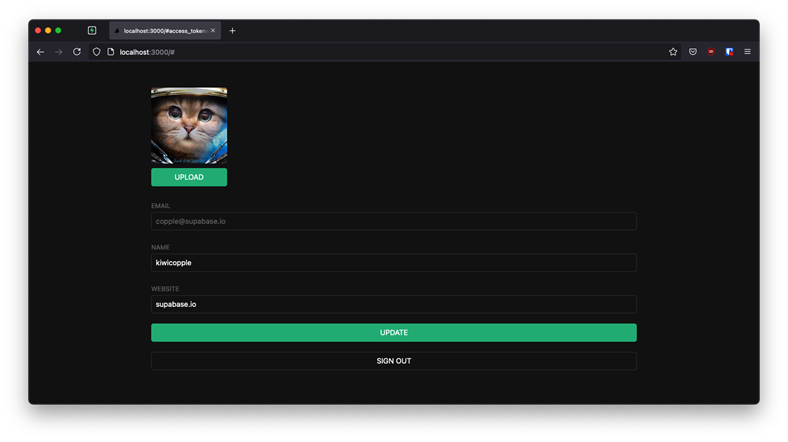 localhost:3000/#access_token
localhost:3000/#
UPLOAD
EMAIL
copple@supabase.io
NAME
kiwicopple
WEBSITE
supabase.io
UPDATE
SIGN OUT